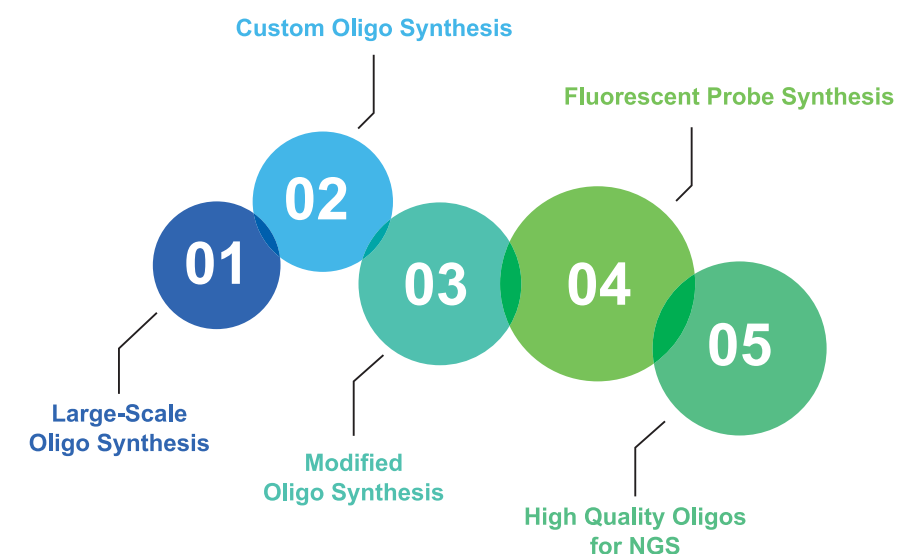 Custom Oligo Synthesis
Fluorescent Probe Synthesis
02
01
03
04
05
Large-Scale
Oligo Synthesis
Modified
Oligo Synthesis
High Quality Oligos
for NGS